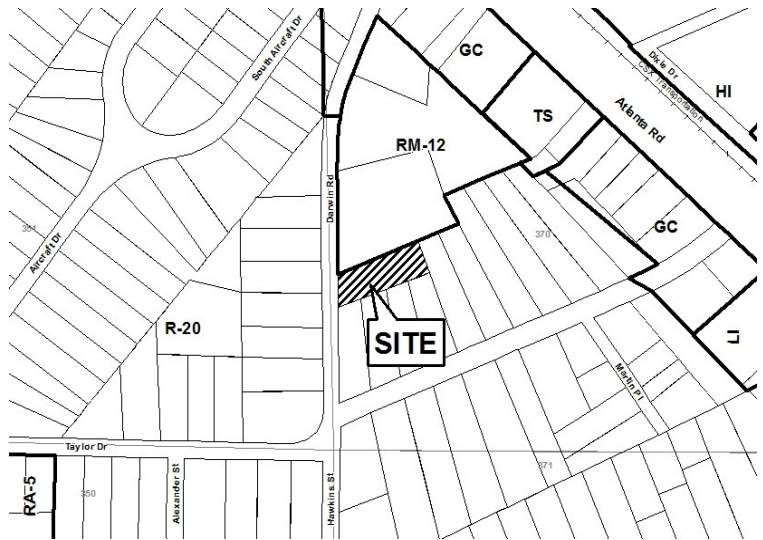 GC
South Aircraft Dr
Dixie Dr
CSX Transportation
HI
TS
Atlanta Rd
RM-12
Darwin Rd
GC
370
Aircraft Dr
R-20
SITE
LI
Martin Pl
Taylor Dr
371
RA-5
350
Alexander St
Hawkins St